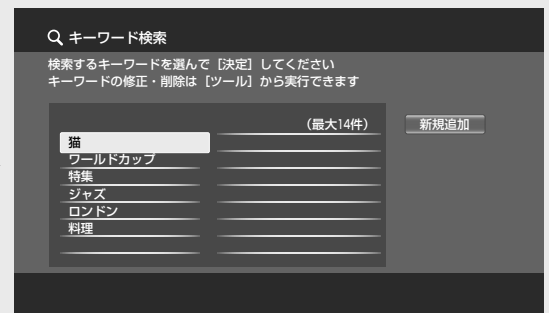 キーワード検索
検索するキーワードを選んで［決定］してください
キーワードの修正・削除は［ツール］から実行できます
（最大14件）
新規追加
猫
ワールドカップ
特集
ジャズ
ロンドン
料理